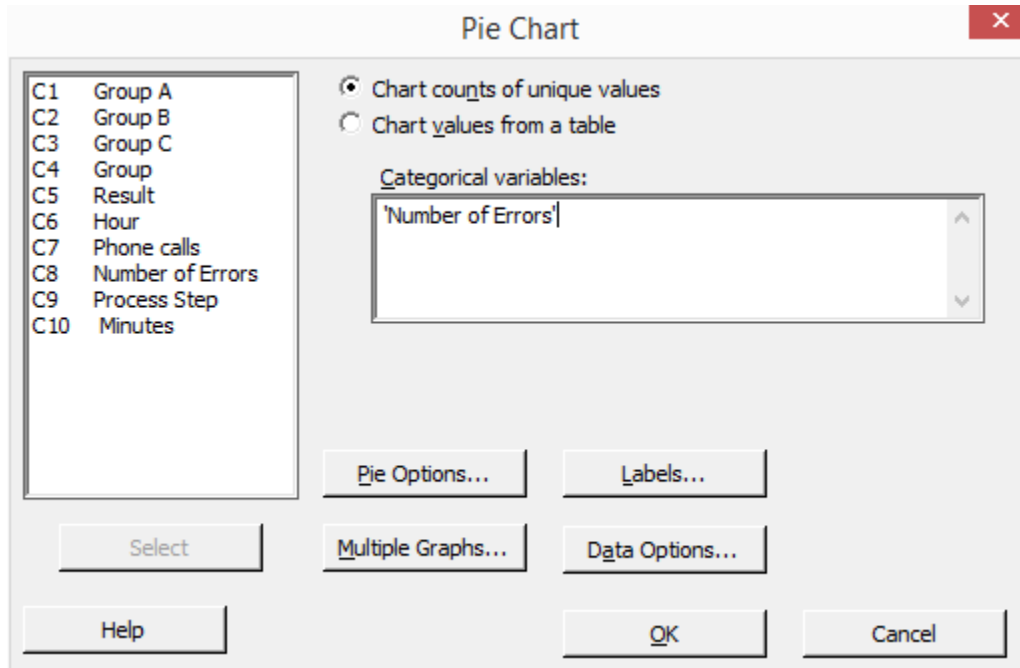 Pie Chart
C1 Group A
C2 Group B
C3 Group C
C4 Group
C5 Result
C6 Hour
C7 Phone calls
C8 Number of Errors
C9 Process Step
C10 Minutes
Chart counts of unique values
Chart values from a table
Categorical variables:
'Number of Errors'
Pie Options...
Labels...
Select
Multiple Graphs...
Data Options...
Help
OK
Cancel